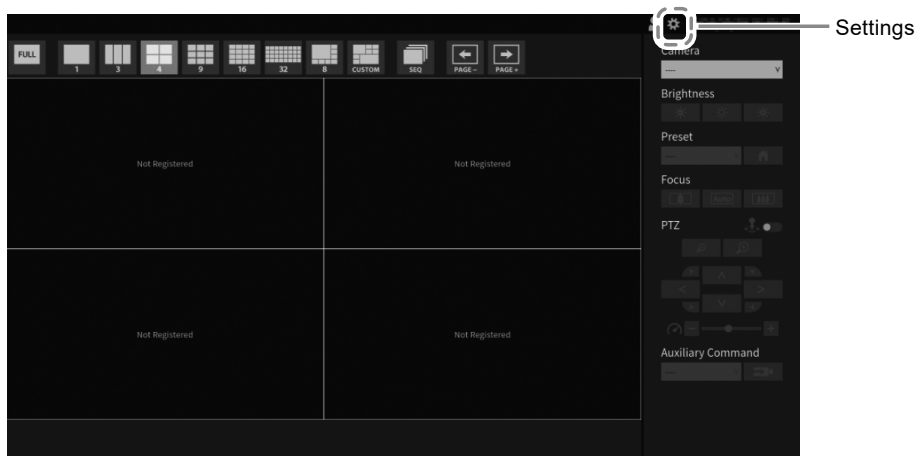 Settings
FULL
1
3
4
9
16
32
8
CUSTOM
SEQ
PAGE -
PAGE +
Camera
---
Brightness
Preset
---
Focus
Auto
PTZ
Auxiliary Command
---
Not Registered
Not Registered
Not Registered
Not Registered